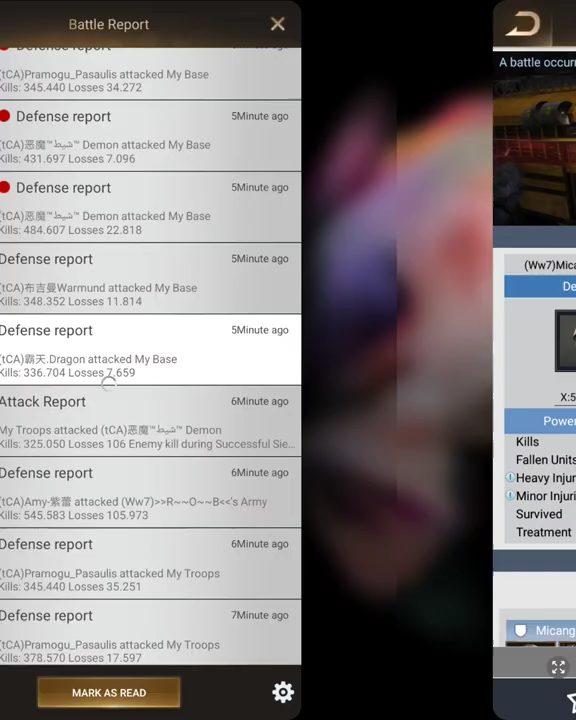 Battle Report
Defense report
(tCA)Pramogu_Pasaulis attacked My Base
Kills: 345.440 Losses 34.272
Defense report
5Minute ago
(tCA)恶魔™شيط™ Demon attacked My Base
Kills: 431.697 Losses 7.096
Defense report
5Minute ago
(tCA)恶魔™شيط™ Demon attacked My Base
Kills: 484.607 Losses 22.818
Defense report
5Minute ago
(tCA)布吉曼Warmund attacked My Base
Kills: 348.352 Losses 11.814
Defense report
5Minute ago
(tCA)霸天.Dragon attacked My Base
Kills: 336.704 Losses 7.659
Attack Report
6Minute ago
My Troops attacked (tCA)恶魔™شيط™ Demon
Kills: 325.050 Losses 106 Enemy kill during Successful Sie...
Defense report
6Minute ago
(tCA)Amy·紫蕾 attacked (Ww7)>>R~~O~~B<<'s Army
Kills: 545.583 Losses 105.973
Defense report
6Minute ago
(tCA)Pramogu_Pasaulis attacked My Troops
Kills: 345.440 Losses 35.251
Defense report
7Minute ago
(tCA)Pramogu_Pasaulis attacked My Troops
Kills: 378.570 Losses 17.597
MARK AS READ
A battle occurr
(Ww7)Mica
De
X:5
Power
Kills
Fallen Units
Heavy Injur
Minor Injuri
Survived
Treatment
Micang